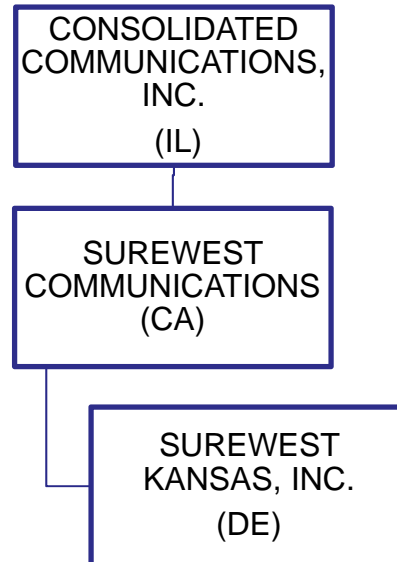 CONSOLIDATED
COMMUNICATIONS,
INC.
(IL)
SUREWEST
COMMUNICATIONS
(CA)
SUREWEST
KANSAS, INC.
(DE)